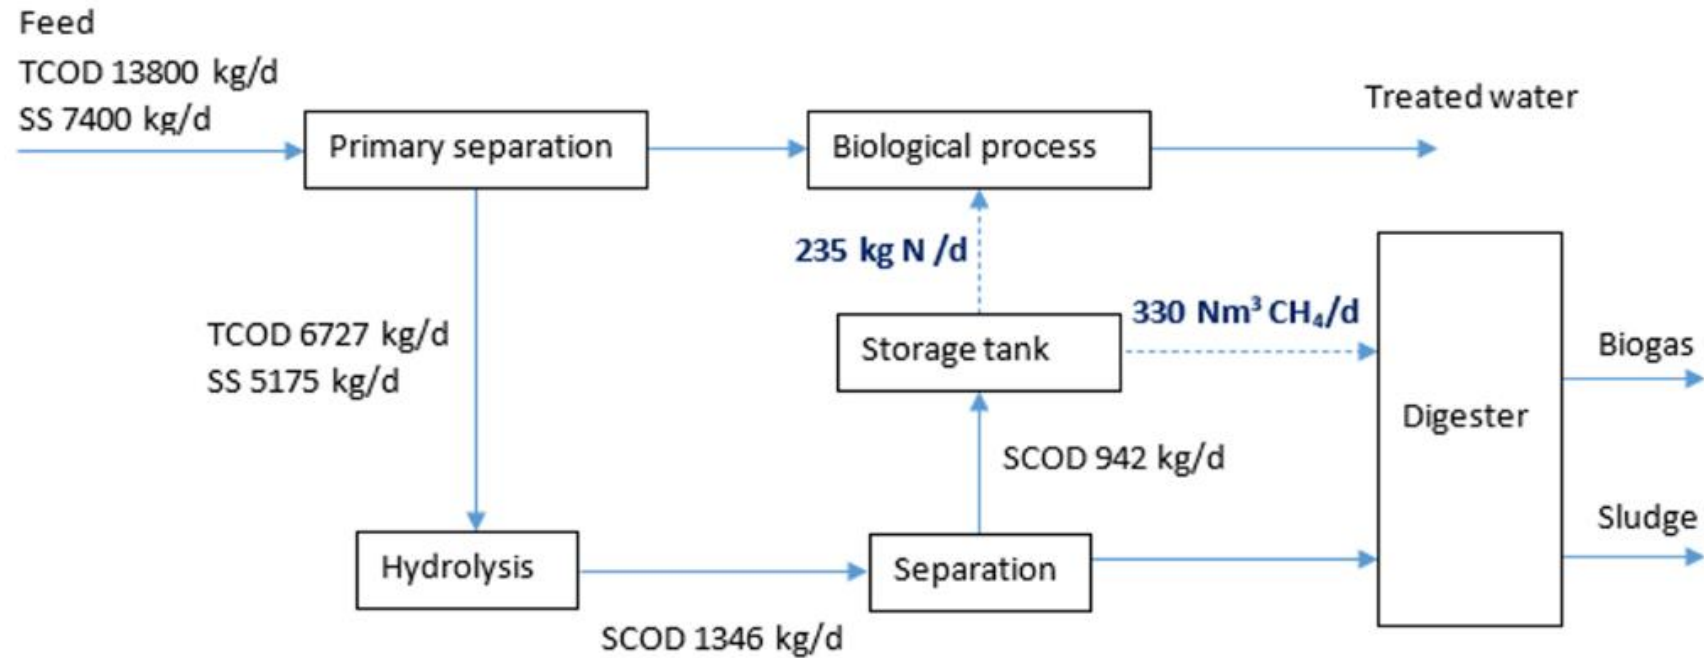 Feed
TCOD 13800 kg/d
SS 7400 kg/d
Primary separation
Biological process
Treated water
235 kg N /d
330 Nm³ CH₄/d
TCOD 6727 kg/d
SS 5175 kg/d
Storage tank
Biogas
Digester
SCOD 942 kg/d
Sludge
Hydrolysis
Separation
SCOD 1346 kg/d